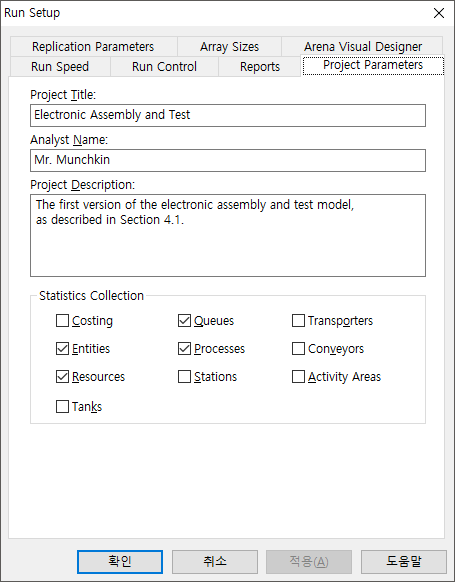 Run Setup
Replication Parameters Array Sizes Arena Visual Designer
Run Speed Run Control Reports Project Parameters
Project Title:
Electronic Assembly and Test
Analyst Name:
Mr. Munchkin
Project Description:
The first version of the electronic assembly and test model,
as described in Section 4.1.
Statistics Collection
Costing Queues Transporters
Entities Processes Conveyors
Resources Stations Activity Areas
Tanks
확인 취소 적용(A) 도움말